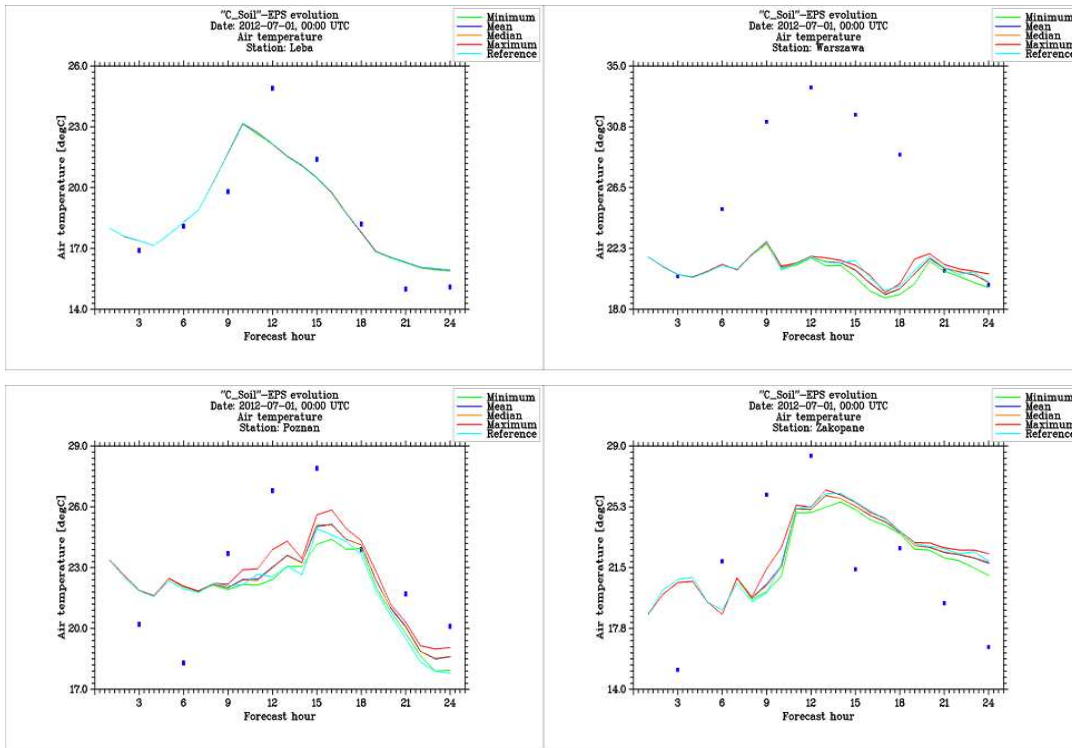 "C_Soil"-EPS evolution
Date: 2012-07-01, 00:00 UTC
Air temperature
Station: Leba
Minimum
Mean
Median
Maximum
Reference
26.0
23.0
20.0
17.0
14.0
Air temperature [degC]
3 6 9 12 15 18 21 24
Forecast hour
"C_Soil"-EPS evolution
Date: 2012-07-01, 00:00 UTC
Air temperature
Station: Warszawa
Minimum
Mean
Median
Maximum
Reference
35.0
30.8
26.5
22.3
18.0
Air temperature [degC]
3 6 9 12 15 18 21 24
Forecast hour
"C_Soil"-EPS evolution
Date: 2012-07-01, 00:00 UTC
Air temperature
Station: Poznan
Minimum
Mean
Median
Maximum
Reference
29.0
26.0
23.0
20.0
17.0
Air temperature [degC]
3 6 9 12 15 18 21 24
Forecast hour
"C_Soil"-EPS evolution
Date: 2012-07-01, 00:00 UTC
Air temperature
Station: Zakopane
Minimum
Mean
Median
Maximum
Reference
29.0
25.3
21.5
17.8
14.0
Air temperature [degC]
3 6 9 12 15 18 21 24
Forecast hour